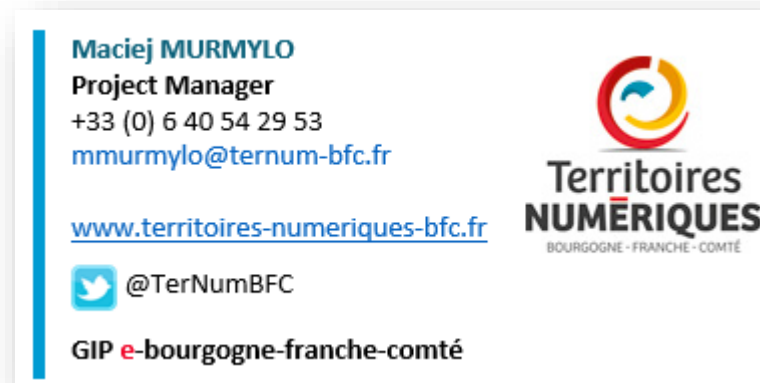 Maciej MURMYLO
Project Manager
+33 (0) 6 40 54 29 53
mmurmylo@ternum-bfc.fr
www.territoires-numeriques-bfc.fr
@TerNumBFC
GIP e-bourgogne-franche-comté
Territoires
NUMÉRIQUES
BOURGOGNE - FRANCHE - COMTÉ